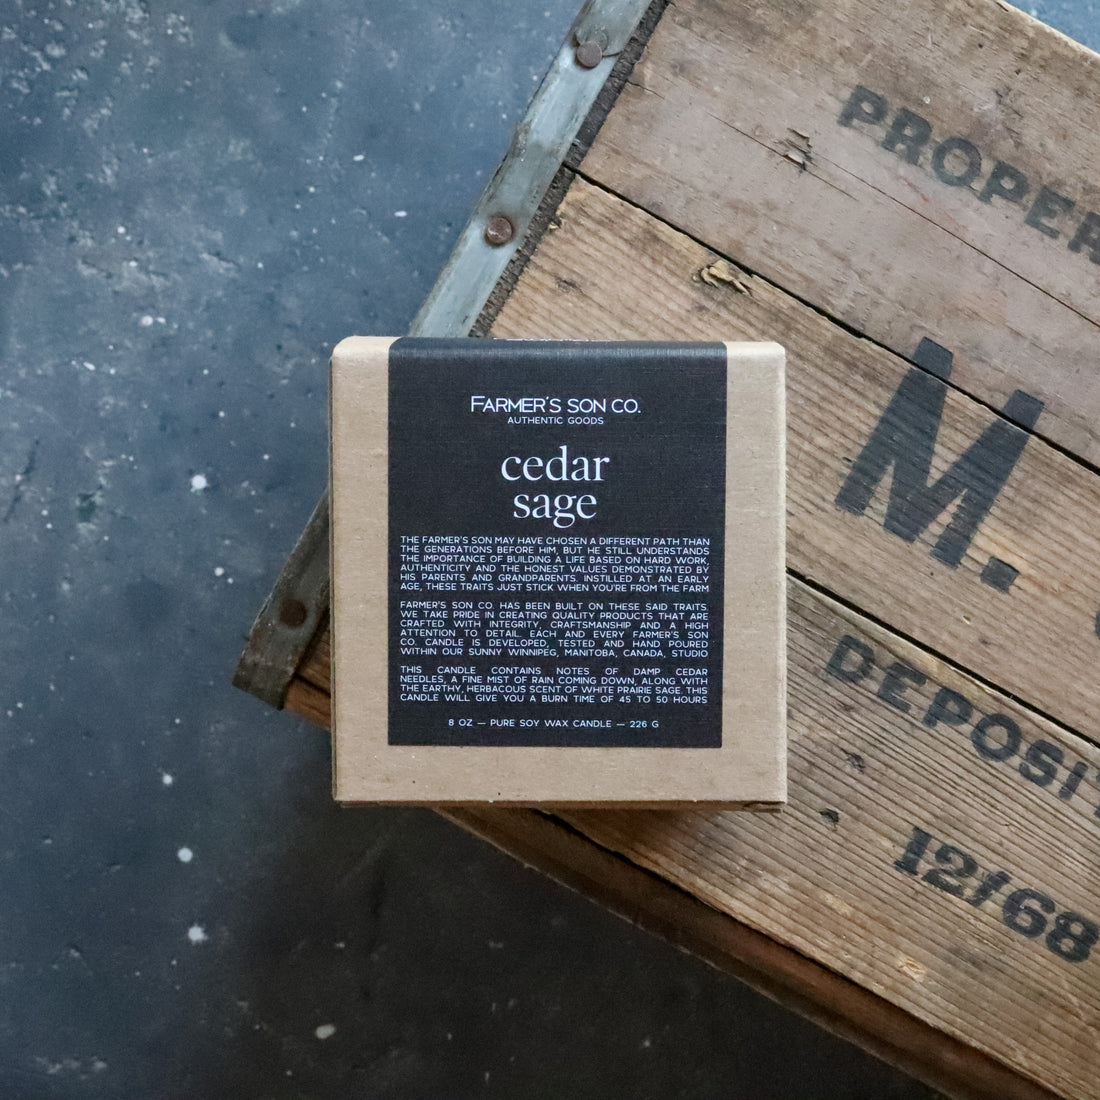 FARMER'S SON CO.
AUTHENTIC GOODS
cedar
sage
THE FARMER'S SON MAY HAVE CHOSEN A DIFFERENT PATH THAN
THE GENERATIONS BEFORE HIM, BUT HE STILL UNDERSTANDS
THE IMPORTANCE OF BUILDING A LIFE BASED ON HARD WORK,
AUTHENTICITY AND THE HONEST VALUES DEMONSTRATED BY
HIS PARENTS AND GRANDPARENTS. INSTILLED AT AN EARLY
AGE, THESE TRAITS JUST STICK WHEN YOU'RE FROM THE FARM
FARMER'S SON CO. HAS BEEN BUILT ON THESE SAID TRAITS.
WE TAKE PRIDE IN CREATING QUALITY PRODUCTS THAT ARE
CRAFTED WITH INTEGRITY, CRAFTSMANSHIP AND A HIGH
ATTENTION TO DETAIL. EACH AND EVERY FARMER'S SON
CO. CANDLE IS DEVELOPED, TESTED AND HAND POURED
WITHIN OUR SUNNY WINNIPEG, MANITOBA, CANADA, STUDIO
THIS CANDLE CONTAINS NOTES OF DAMP CEDAR
NEEDLES, A FINE MIST OF RAIN COMING DOWN, ALONG WITH
THE EARTHY, HERBACOUS SCENT OF WHITE PRAIRIE SAGE. THIS
CANDLE WILL GIVE YOU A BURN TIME OF 45 TO 50 HOURS
8 OZ — PURE SOY WAX CANDLE — 226 G
PROPER
M.
DEPOSIT
12/68